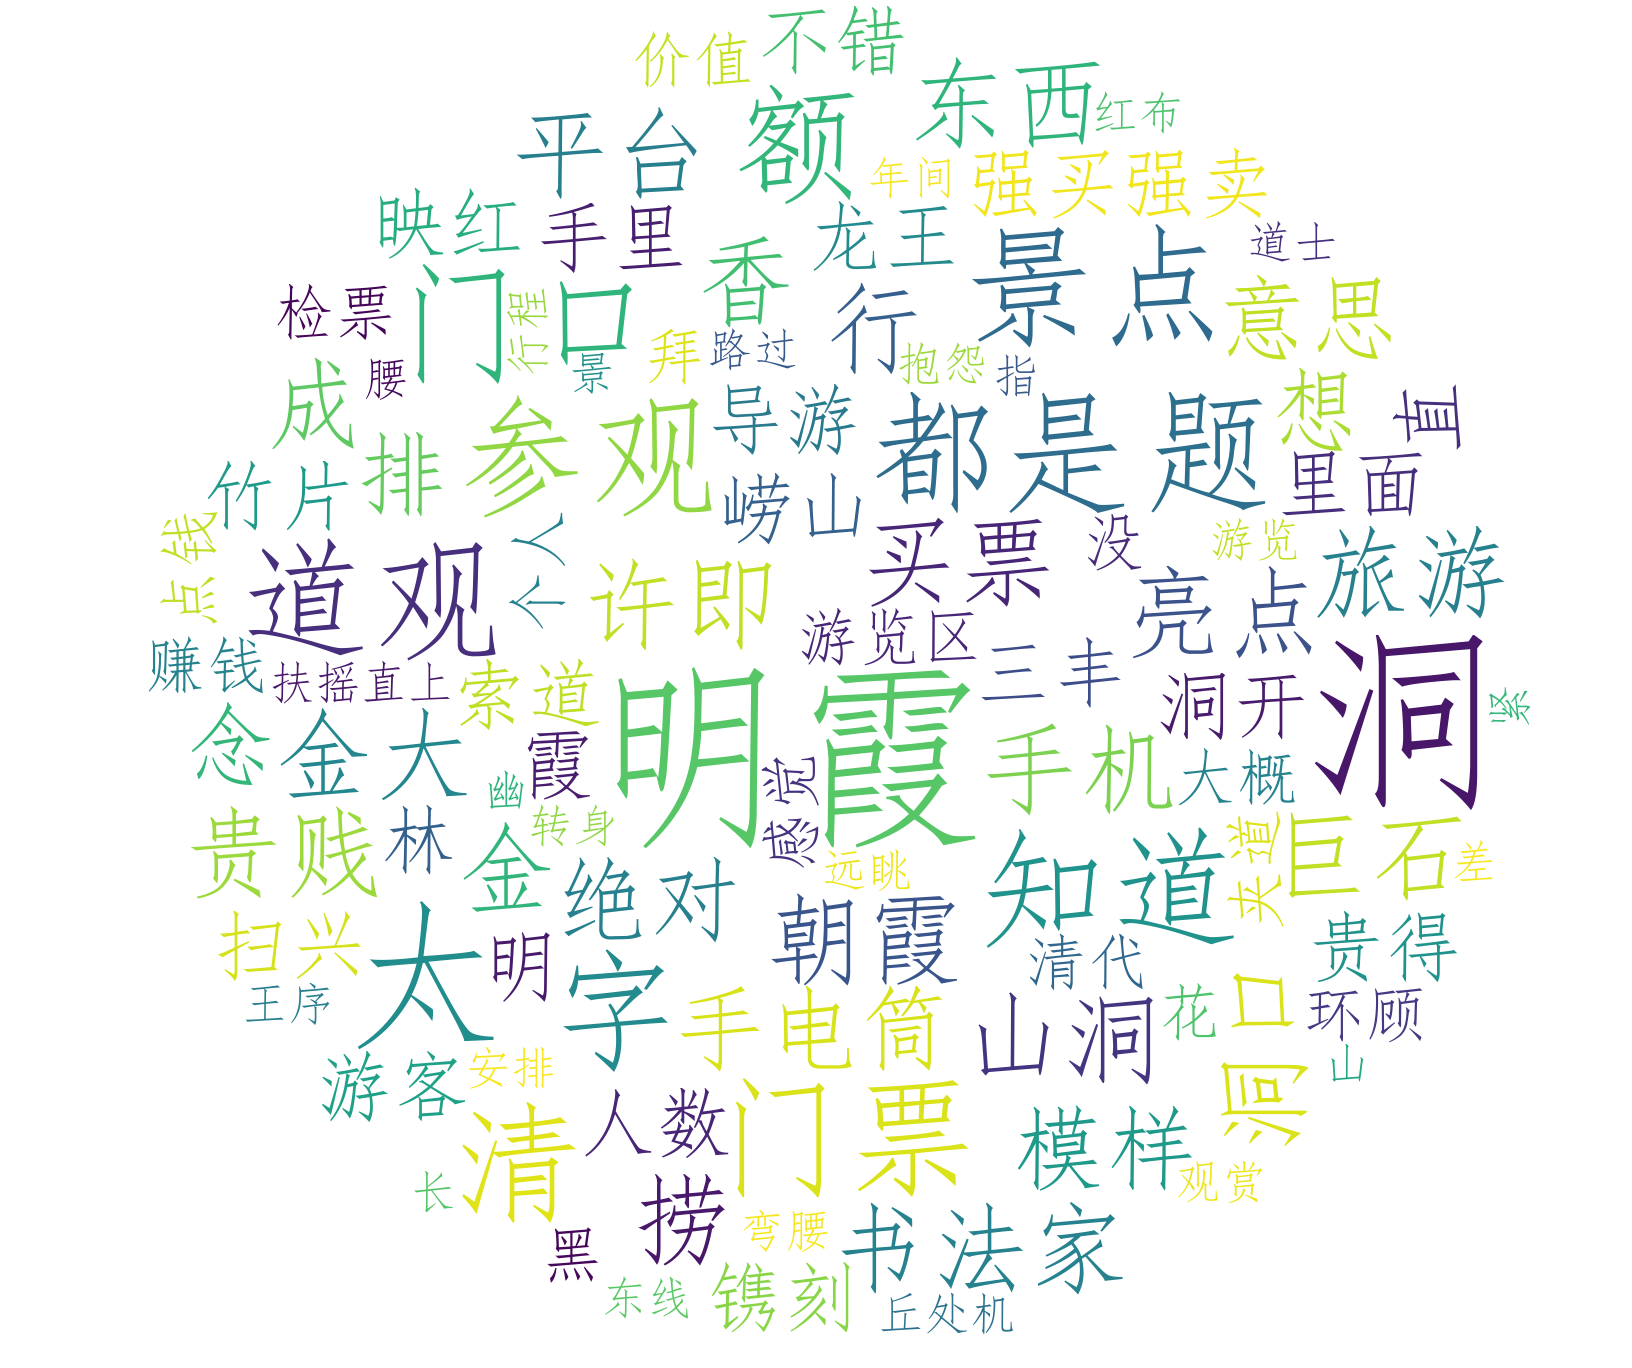 价值
不错
东西
红布
平台
额
年间
强买强卖
映红
手里
香
龙王
景点
道士
检票
门口
行程
景
拜
路过
行
抱怨
指
意思
成
腰
排
参观
导游
都是
题
想
直
里面
竹片
崂山
点钱
道观
个人
许即
买票
没
游览
旅游
亮点
游览区
三丰
赚钱
扶摇直上
索道
明霞
洞开
洞
紧
念
金大
霞
幽
转身
感觉
手机
大概
贵贱
林
金
绝对
远眺
知道
夹道
巨石
差
扫兴
太
明
字
朝霞
清代
贵得
王序
手电筒
山洞
花
洞口
环顾
山
游客
安排
清
人数
门票
模样
观赏
长
黑
捞
弯腰
书法家
东线
镌刻
丘处机